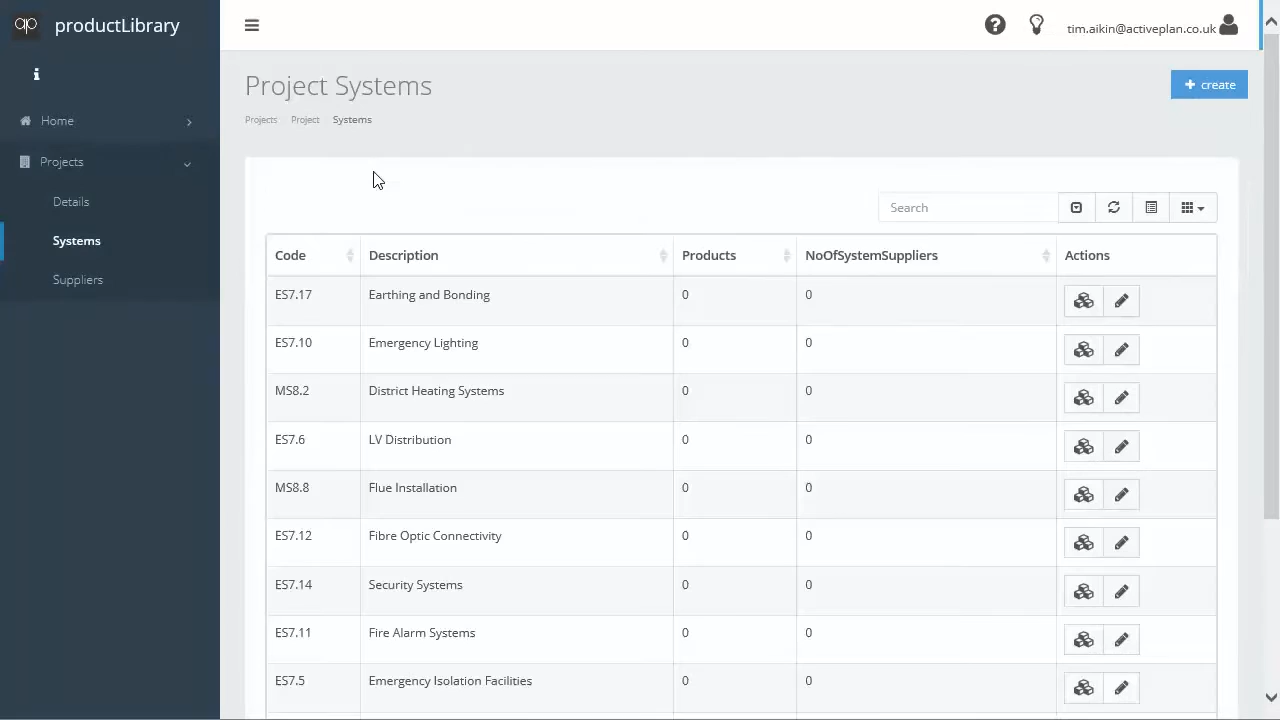 ap productLibrary
tim.aikin@activeplan.co.uk
Home
Projects
Details
Systems
Suppliers
Project Systems
+ create
Projects Project Systems
Search
Code Description Products NoOfSystemSuppliers Actions
ES7.17 Earthing and Bonding 0 0
ES7.10 Emergency Lighting 0 0
MS8.2 District Heating Systems 0 0
ES7.6 LV Distribution 0 0
MS8.8 Flue Installation 0 0
ES7.12 Fibre Optic Connectivity 0 0
ES7.14 Security Systems 0 0
ES7.11 Fire Alarm Systems 0 0
ES7.5 Emergency Isolation Facilities 0 0